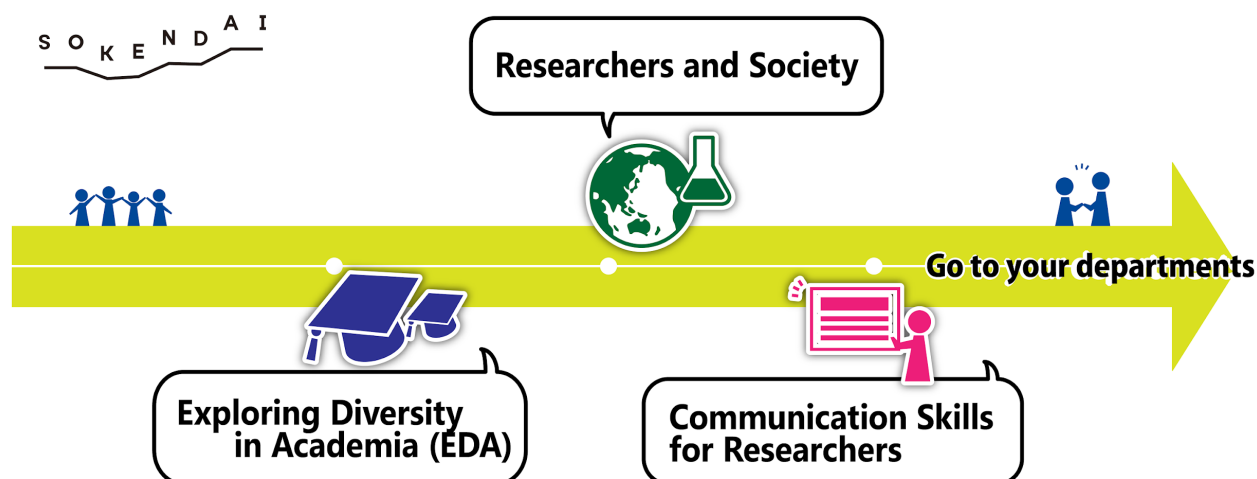 SOKENDAI
Researchers and Society
Go to your departments
Exploring Diversity
in Academia (EDA)
Communication Skills
for Researchers